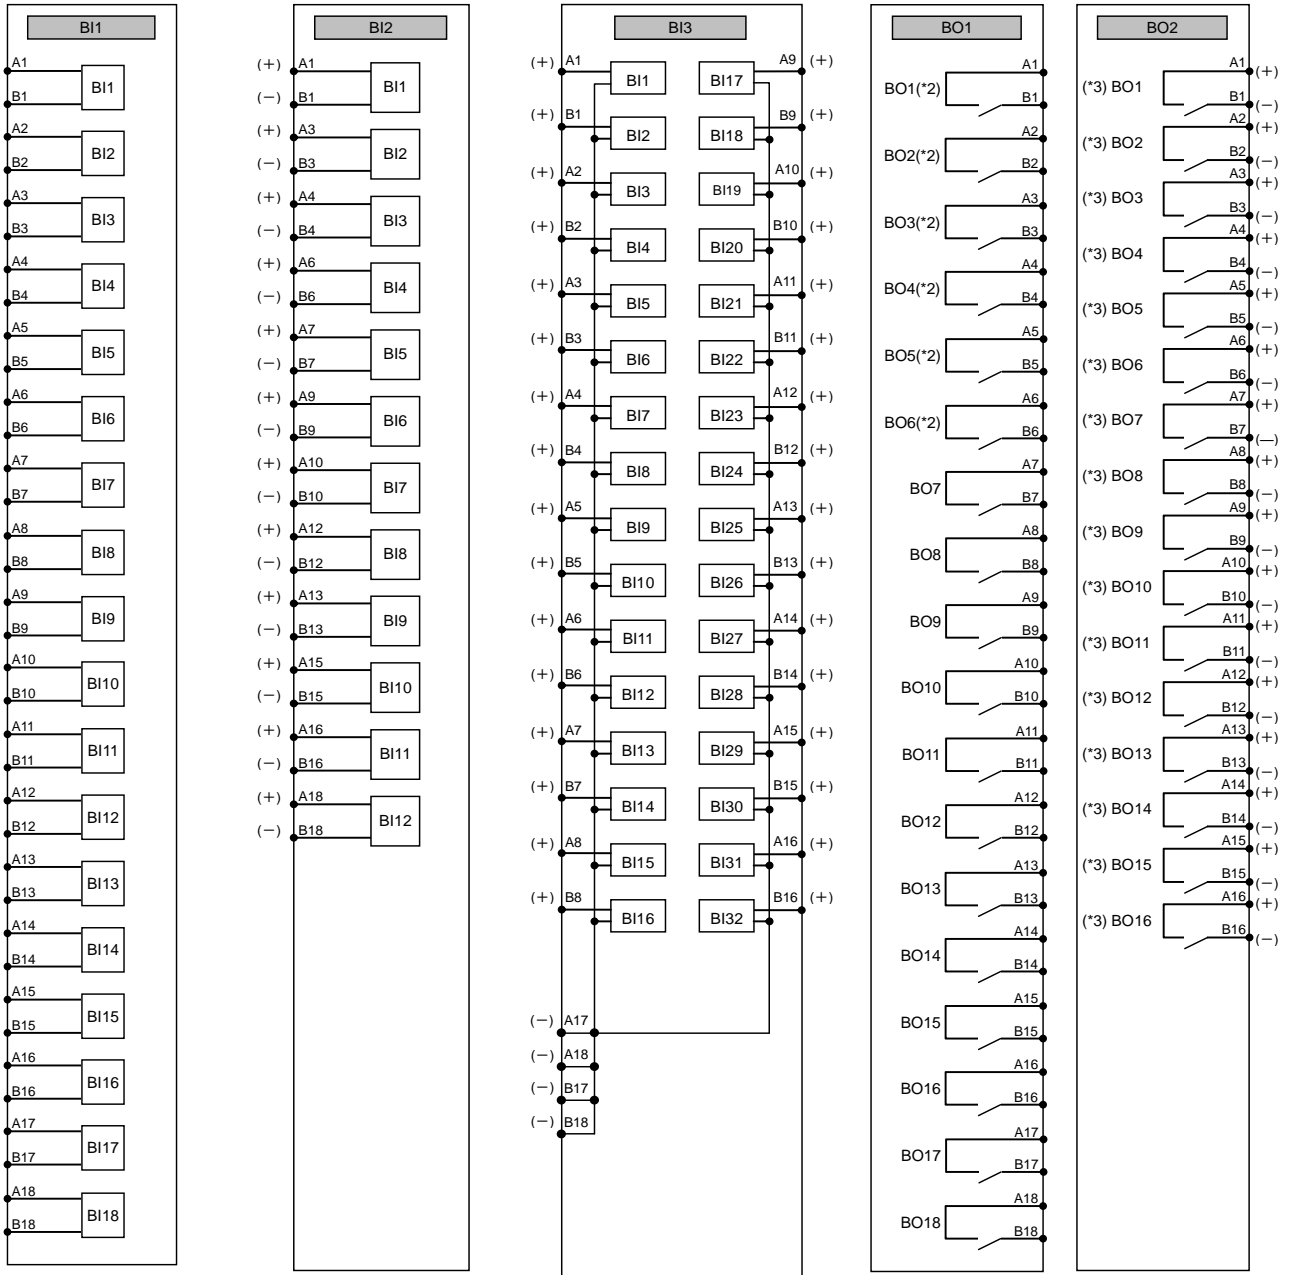 BI1
A1
BI1
B1
A2
BI2
B2
A3
BI3
B3
A4
BI4
B4
A5
BI5
B5
A6
BI6
B6
A7
BI7
B7
A8
BI8
B8
A9
BI9
B9
A10
BI10
B10
A11
BI11
B11
A12
BI12
B12
A13
BI13
B13
A14
BI14
B14
A15
BI15
B15
A16
BI16
B16
A17
BI17
B17
A18
BI18
B18
BI2
(+) A1
BI1
(−) B1
(+) A3
BI2
(−) B3
(+) A4
BI3
(−) B4
(+) A6
BI4
(−) B6
(+) A7
BI5
(−) B7
(+) A9
BI6
(−) B9
(+) A10
BI7
(−) B10
(+) A12
BI8
(−) B12
(+) A13
BI9
(−) B13
(+) A15
BI10
(−) B15
(+) A16
BI11
(−) B16
(+) A18
BI12
(−) B18
BI3
(+) A1 BI1 BI17 A9 (+)
(+) B1 BI2 BI18 B9 (+)
(+) A2 BI3 BI19 A10 (+)
(+) B2 BI4 BI20 B10 (+)
(+) A3 BI5 BI21 A11 (+)
(+) B3 BI6 BI22 B11 (+)
(+) A4 BI7 BI23 A12 (+)
(+) B4 BI8 BI24 B12 (+)
(+) A5 BI9 BI25 A13 (+)
(+) B5 BI10 BI26 B13 (+)
(+) A6 BI11 BI27 A14 (+)
(+) B6 BI12 BI28 B14 (+)
(+) A7 BI13 BI29 A15 (+)
(+) B7 BI14 BI30 B15 (+)
(+) A8 BI15 BI31 A16 (+)
(+) B8 BI16 BI32 B16 (+)
(−) A17
(−) A18
(−) B17
(−) B18
BO1
A1
BO1(*2)
B1
A2
BO2(*2)
B2
A3
BO3(*2)
B3
A4
BO4(*2)
B4
A5
BO5(*2)
B5
A6
BO6(*2)
B6
A7
BO7
B7
A8
BO8
B8
A9
BO9
B9
A10
BO10
B10
A11
BO11
B11
A12
BO12
B12
A13
BO13
B13
A14
BO14
B14
A15
BO15
B15
A16
BO16
B16
A17
BO17
B17
A18
BO18
B18
BO2
A1 (+)
(*3) BO1
B1 (−)
A2 (+)
(*3) BO2
B2 (−)
A3 (+)
(*3) BO3
B3 (−)
A4 (+)
(*3) BO4
B4 (−)
A5 (+)
(*3) BO5
B5 (−)
A6 (+)
(*3) BO6
B6 (−)
A7 (+)
(*3) BO7
B7 (—)
A8 (+)
(*3) BO8
B8 (−)
A9 (+)
(*3) BO9
B9 (−)
A10 (+)
(*3) BO10
B10 (−)
A11 (+)
(*3) BO11
B11 (−)
A12 (+)
(*3) BO12
B12 (−)
A13 (+)
(*3) BO13
B13 (−)
A14 (+)
(*3) BO14
B14 (−)
A15 (+)
(*3) BO15
B15 (−)
A16 (+)
(*3) BO16
B16 (−)